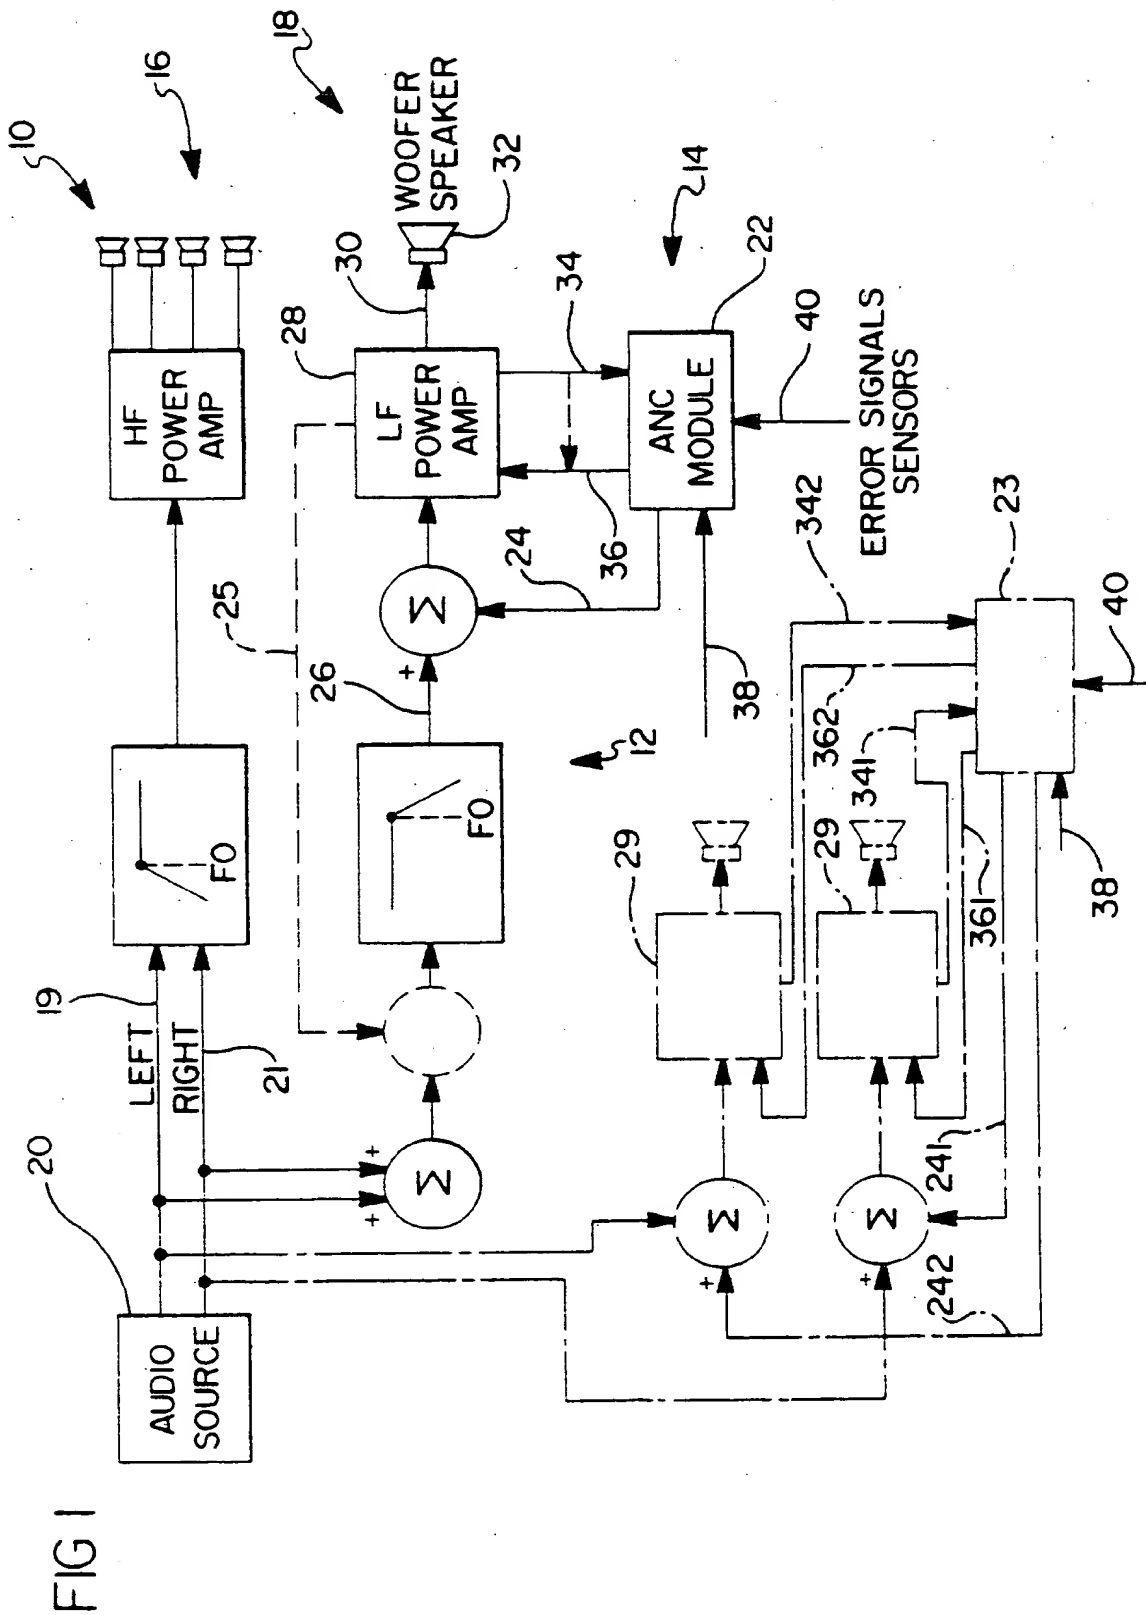 FIG 1
10
16
18
20
AUDIO
SOURCE
LEFT
19
RIGHT
21
FO
HF
POWER
AMP
25
+
+
Σ
FO
26
+
Σ
28
LF
POWER
AMP
30
WOOFER
SPEAKER
32
12
24
36
34
14
ANC
MODULE
22
38
40
ERROR SIGNALS
SENSORS
+
Σ
29
362
342
+
Σ
29
341
361
241
242
23
38
40